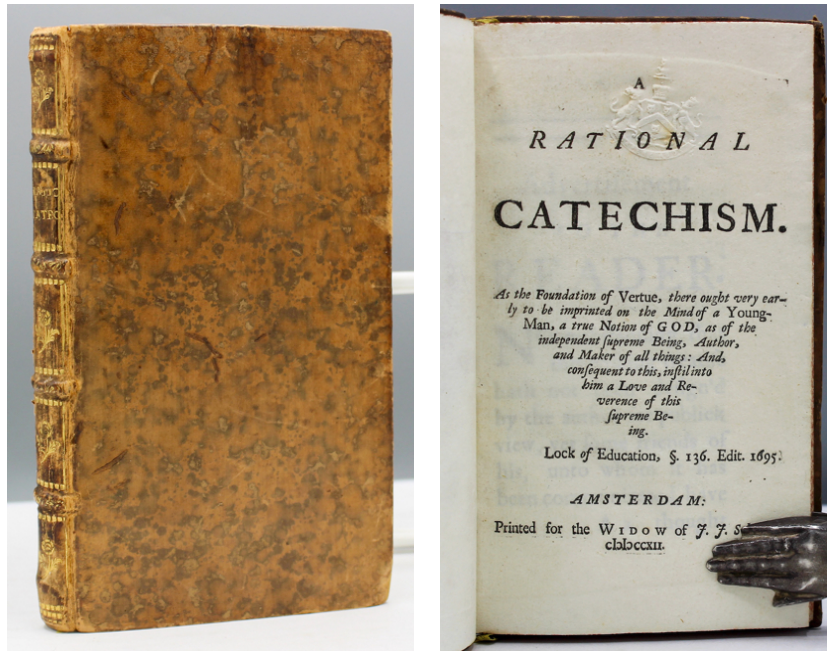 A
RATIONAL
CATECHISM.
As the Foundation of Vertue, there ought very ear-
ly to be imprinted on the Mind of a Young-
Man, a true Notion of GOD, as of the
independent ſupreme Being, Author,
and Maker of all things: And,
conſequent to this, inſtil into
him a Love and Re-
verence of this
ſupreme Be-
ing.
Lock of Education, §. 136. Edit. 1695.
AMSTERDAM:
Printed for the WIDOW of J. J.
cIↃIↃccxii.